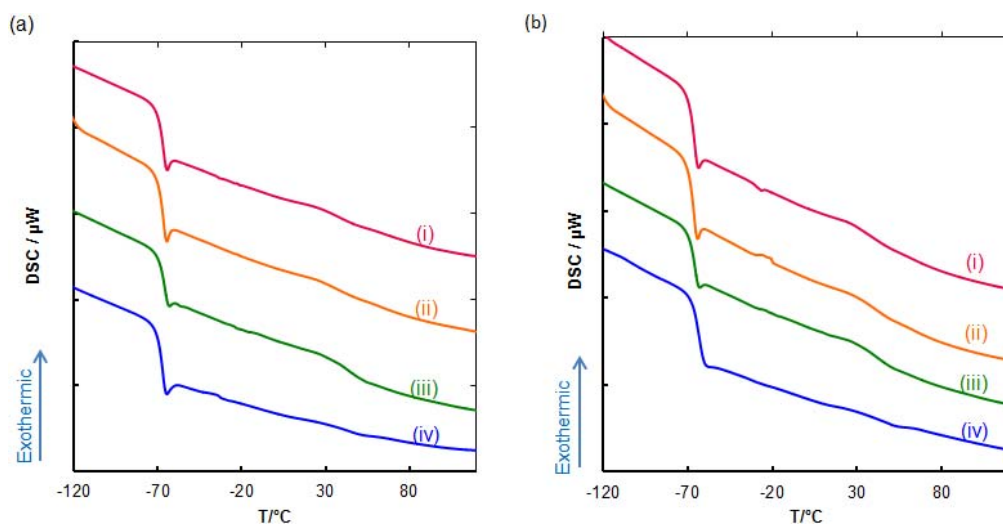 (a)
DSC / µW
Exothermic
(i)
(ii)
(iii)
(iv)
-120 -70 -20 30 80
T/°C
(b)
DSC / µW
Exothermic
(i)
(ii)
(iii)
(iv)
-120 -70 -20 30 80
T/°C